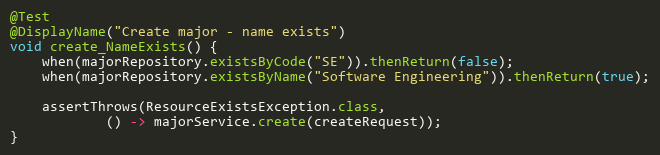 @Test
@DisplayName("Create major - name exists")
void create_NameExists() {
    when(majorRepository.existsByCode("SE")).thenReturn(false);
    when(majorRepository.existsByName("Software Engineering")).thenReturn(true);

    assertThrows(ResourceExistsException.class,
            () -> majorService.create(createRequest));
}